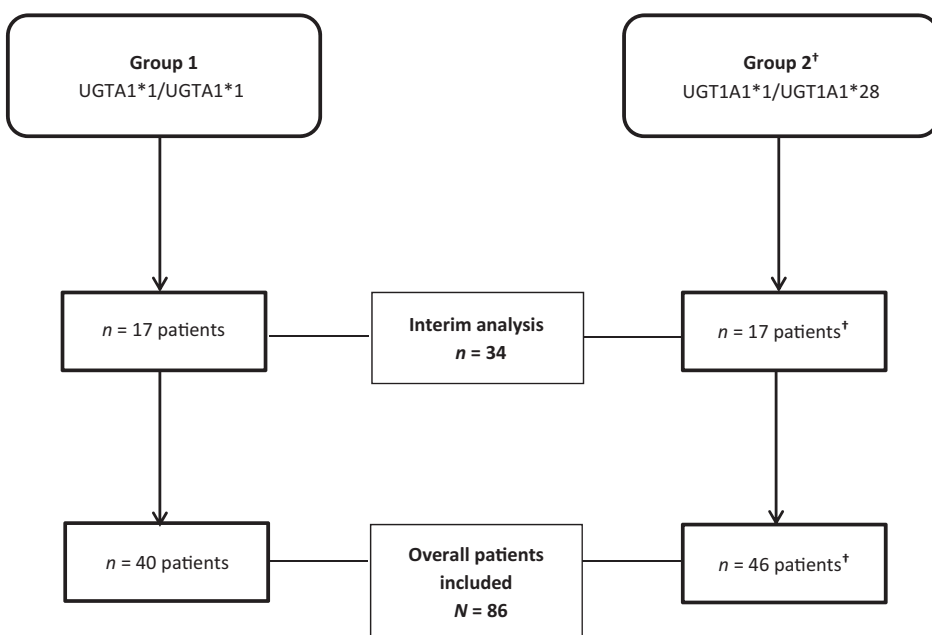 Group 1
UGTA1*1/UGTA1*1
Group 2†
UGT1A1*1/UGT1A1*28
n = 17 patients
Interim analysis
n = 34
n = 17 patients†
n = 40 patients
Overall patients
included
N = 86
n = 46 patients†